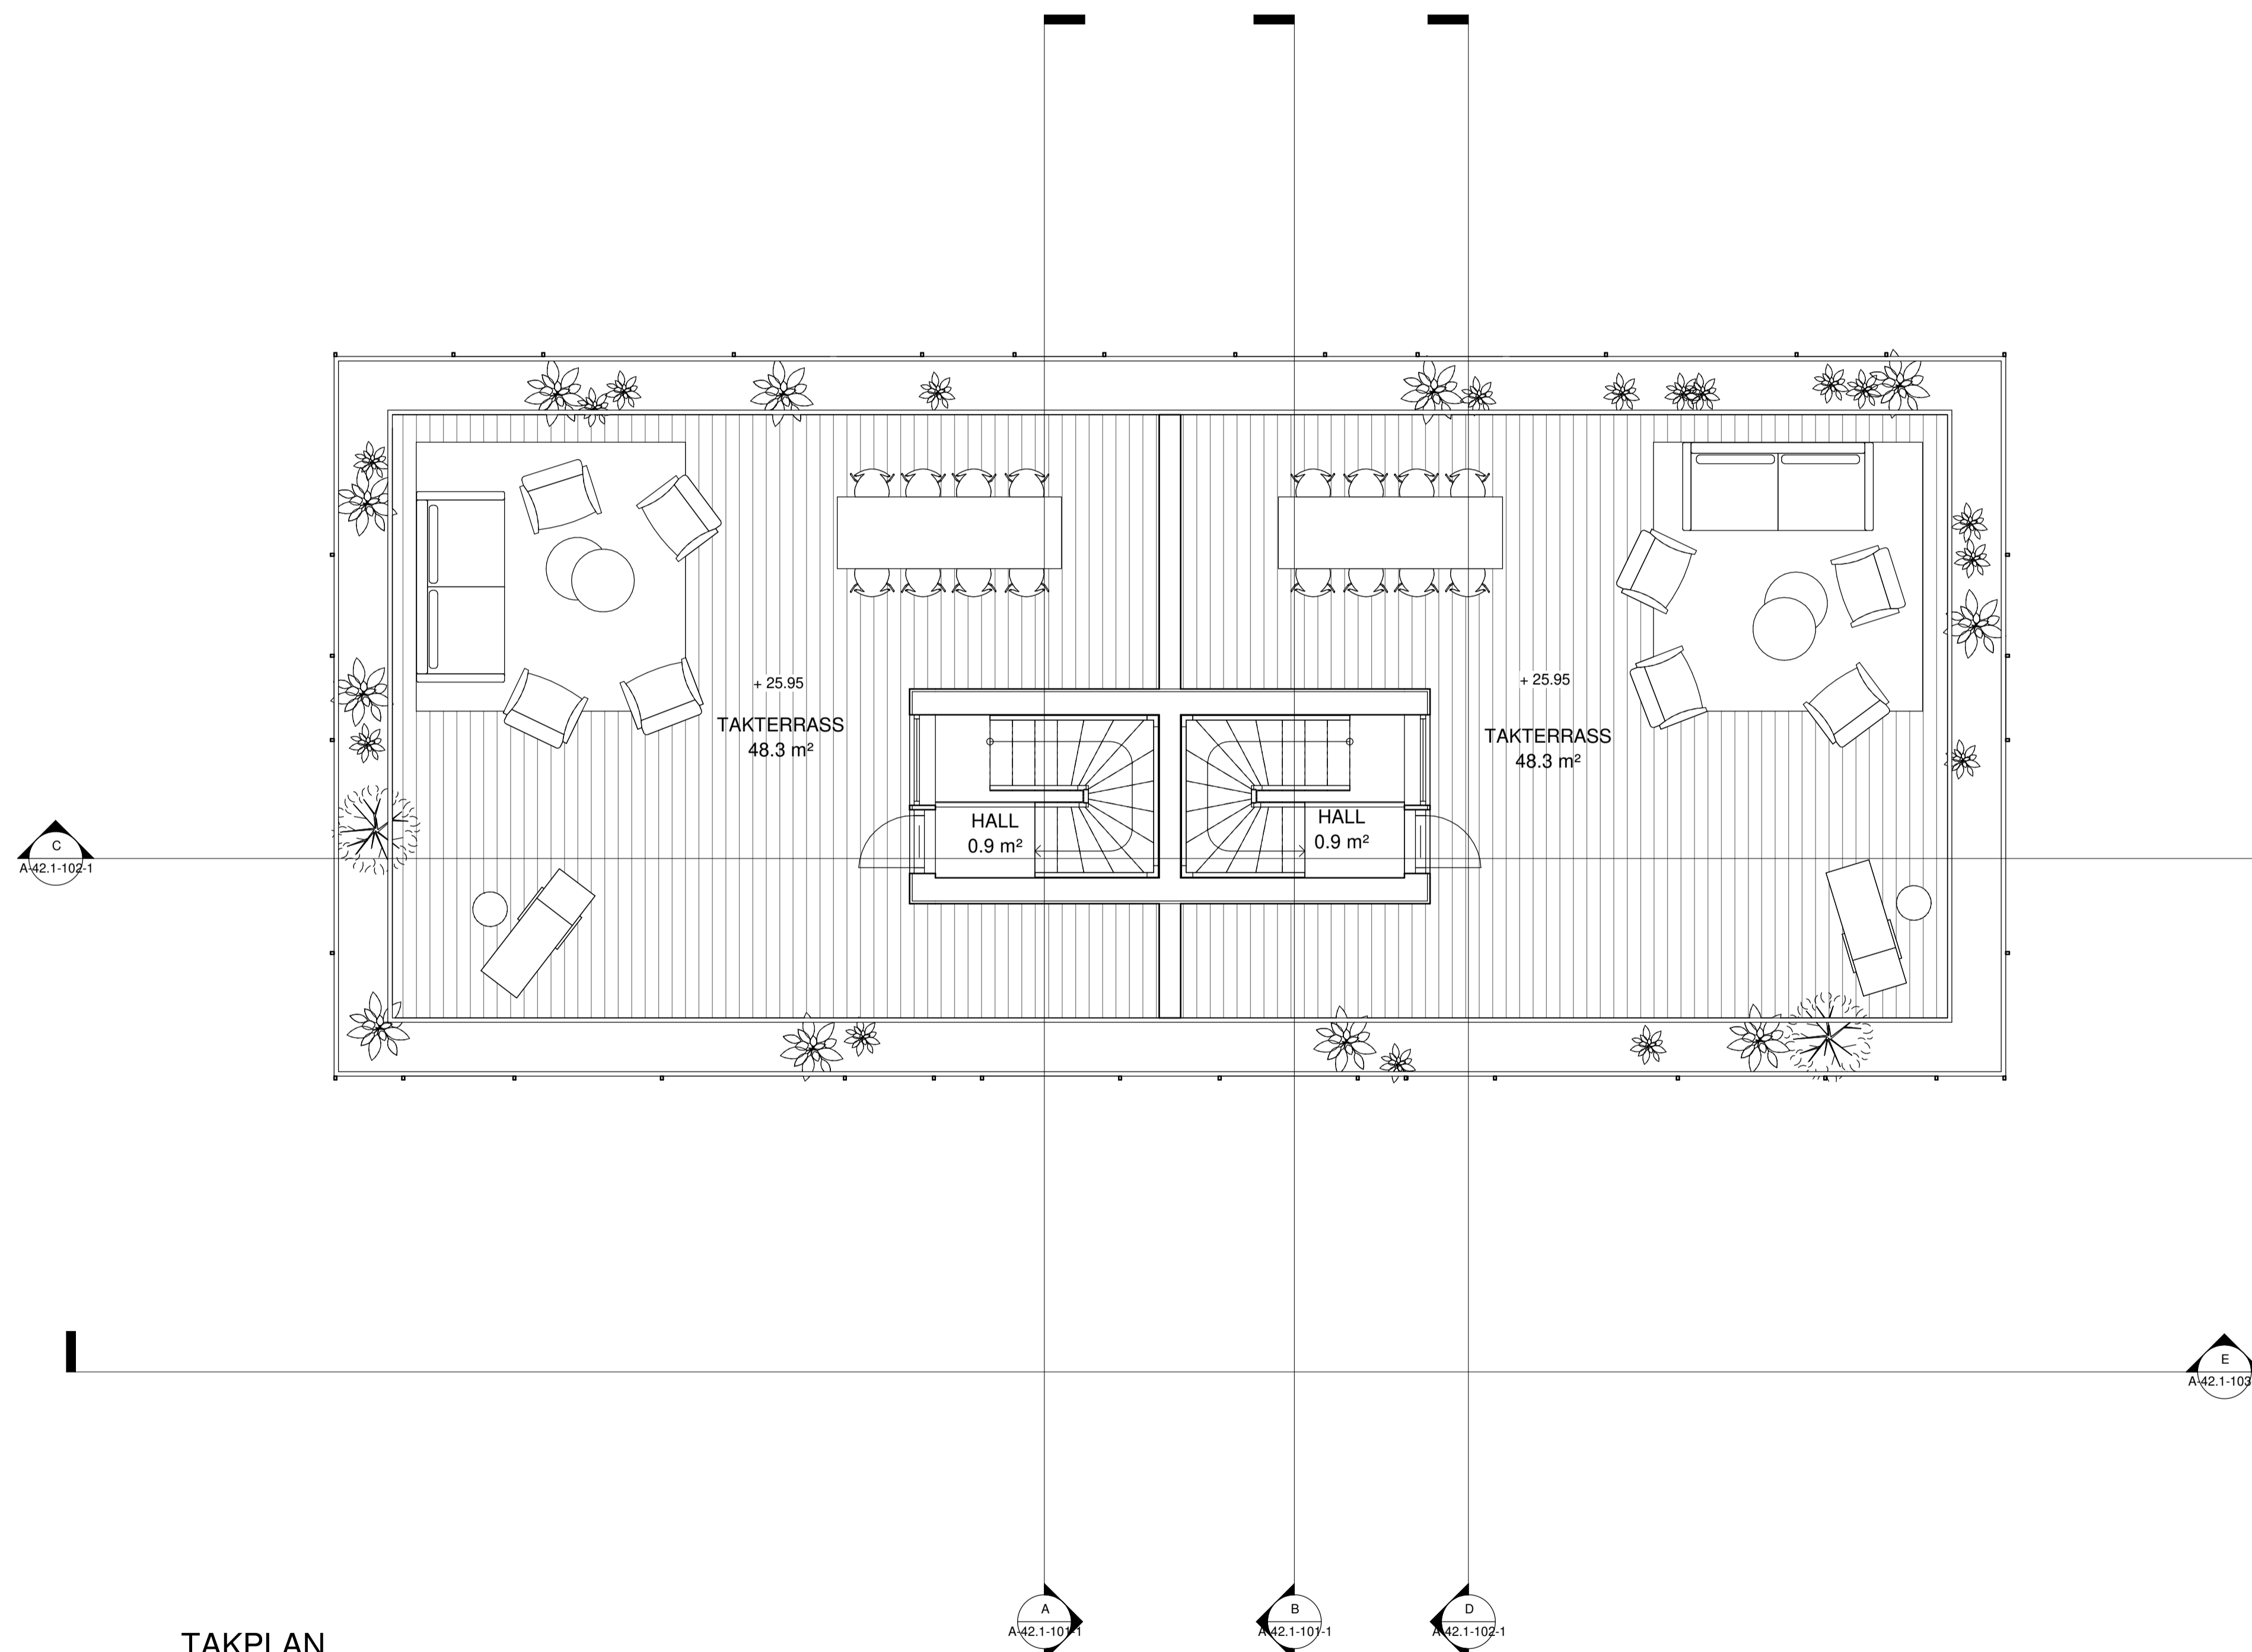 + 25.95
TAKTERRASS
48.3 m²
+ 25.95
TAKTERRASS
48.3 m²
HALL
0.9 m²
HALL
0.9 m²
C
A-42.1-102-1
E
A-42.1-103
A
A-42.1-101-1
B
A-42.1-101-1
D
A-42.1-102-1
TAKPLAN